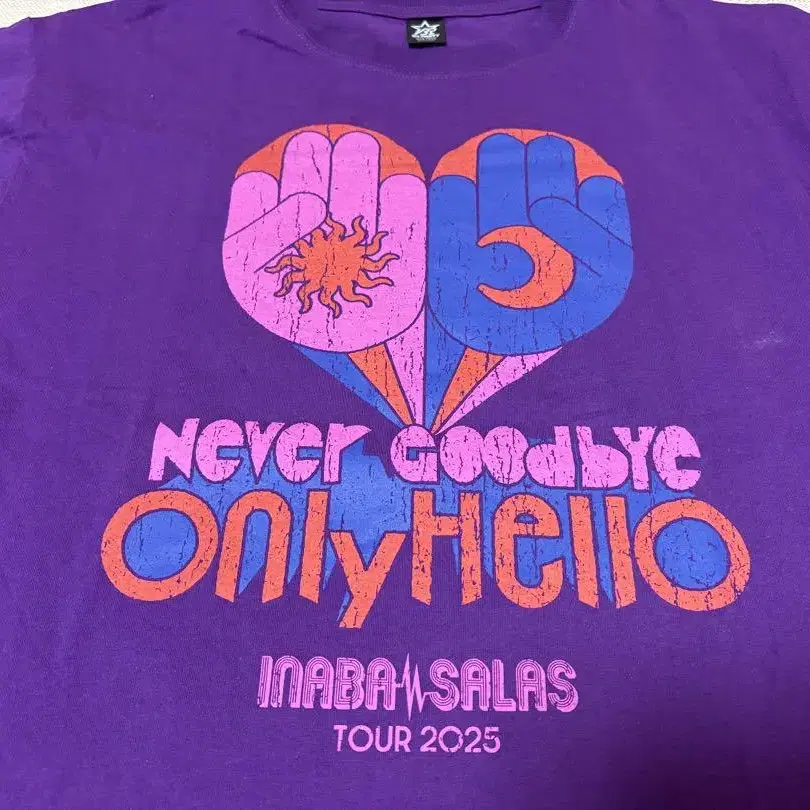 Never Goodbye
Only Hello
INABA SALAS
TOUR 2025